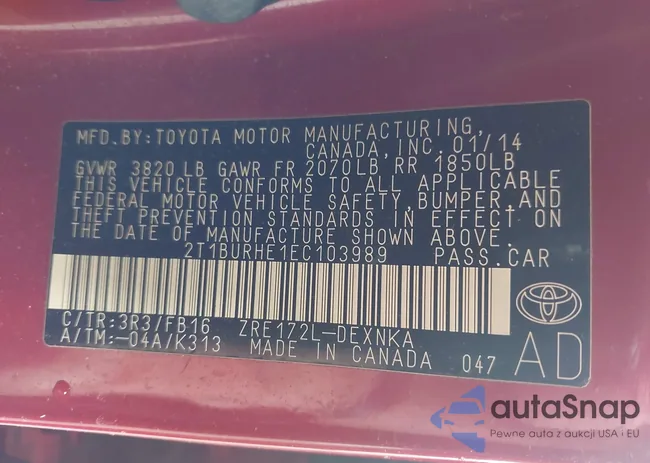 MFD.BY:TOYOTA MOTOR MANUFACTURING,
CANADA, INC. 01/14
GVWR 3820 LB GAWR FR 2070LB, RR 1850LB
THIS VEHICLE CONFORMS TO ALL APPLICABLE
FEDERAL MOTOR VEHICLE SAFETY, BUMPER, AND
THEFT PREVENTION STANDARDS IN EFFECT ON
THE DATE OF MANUFACTURE SHOWN ABOVE.
2T1BURHE1EC103989 PASS.CAR
C/TR:3R3/FB16 ZRE172L-DEXNKA
A/TM:-04A/K313 MADE IN CANADA 047
AD
autaSnap
Pewne auta z aukcji USA i EU